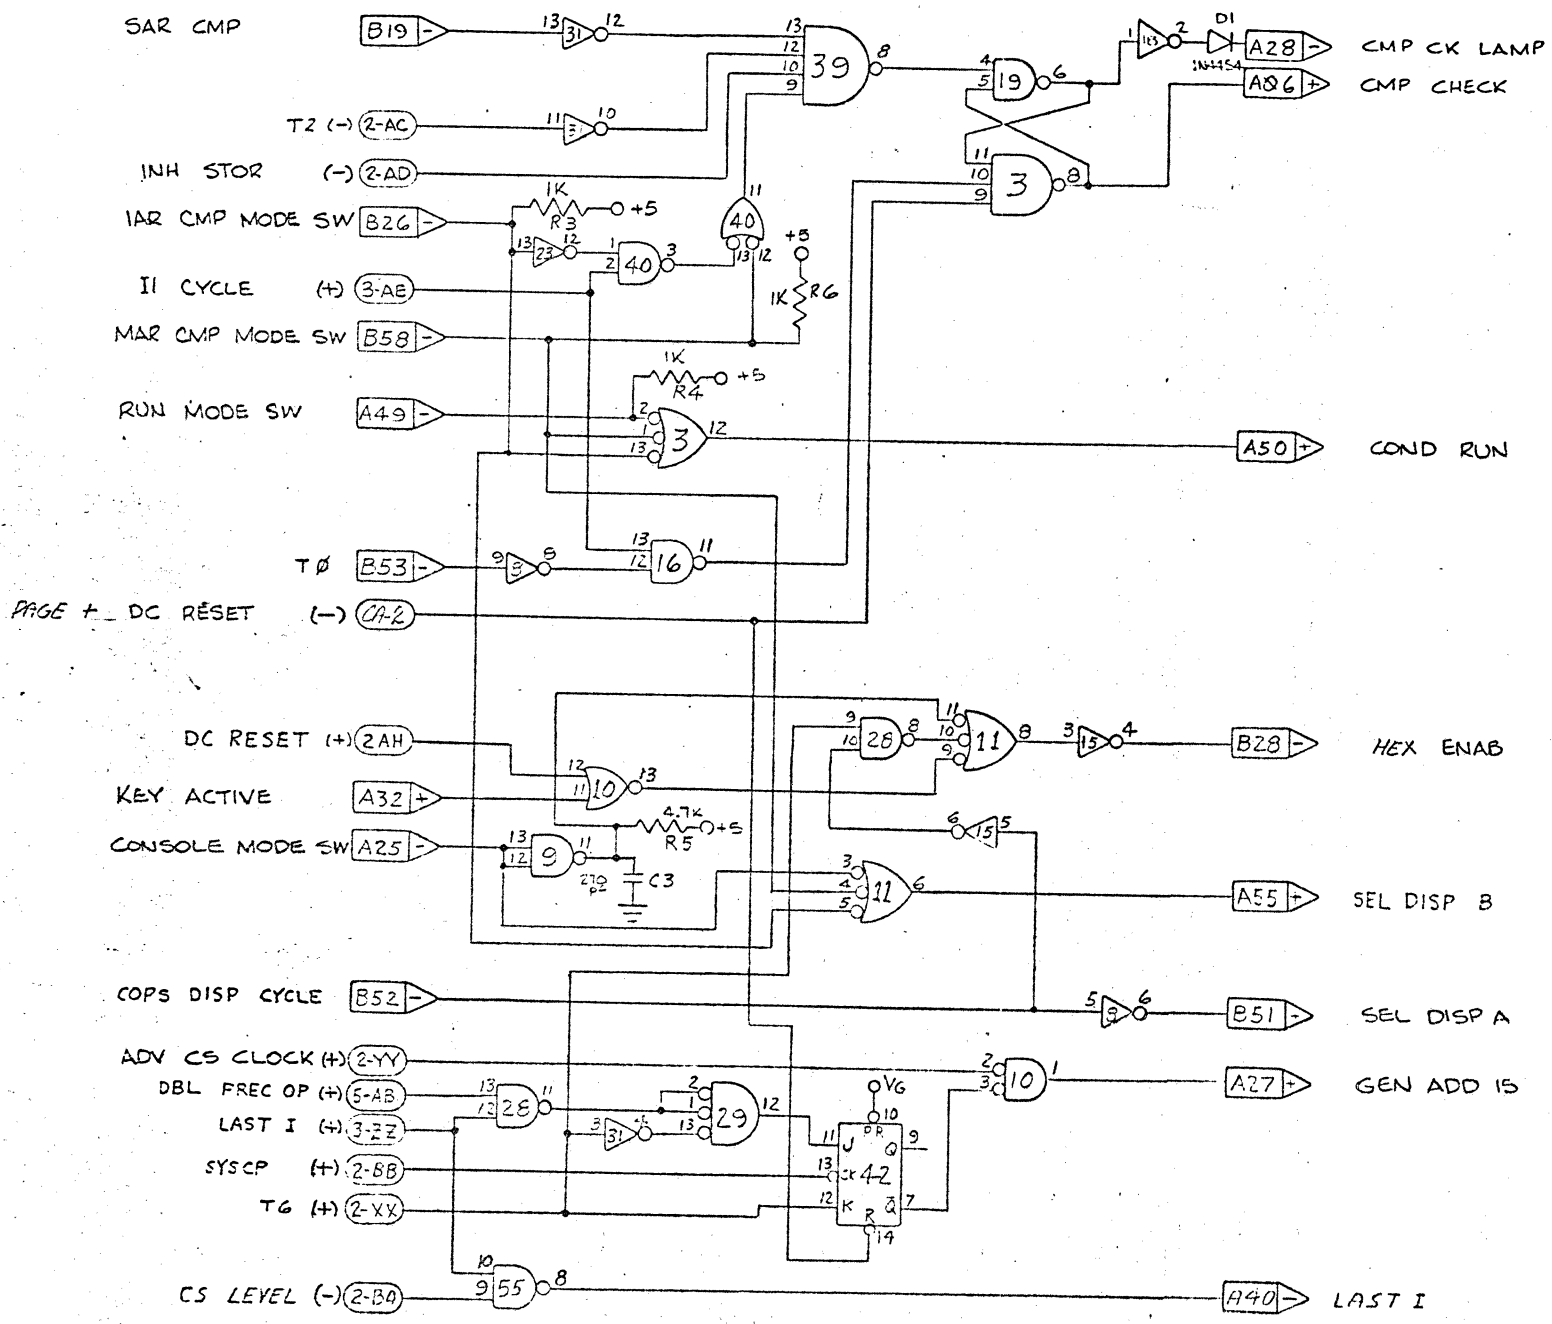 SAR CMP B19 - 13 31 12 13 12 10 9 39 8 4 5 19 6 1 2 D1 A28 - CMP CK LAMP
A06 + CMP CHECK
T2 (-) 2-AC 11 31 10
INH STOR (-) 2-AD
11 10 9 3 8
IAR CMP MODE SW B26 - 1K R3 +5
13 23 12 1 2 40 3 11 40 13 12 +5
II CYCLE (+) 3-AE 1K R6
MAR CMP MODE SW B58 -
1K R4 +5
RUN MODE SW A49 - 2 1 13 3 12 A50 + COND RUN
TØ B53 - 9 8 13 12 16 11
PAGE + DC RESET (-) CA-2
DC RESET (+) 2AH 12 11 10 13 9 10 28 8 11 10 9 11 8 3 15 4 B28 - HEX ENAB
KEY ACTIVE A32 +
4.7K R5 +5 6 15 5
CONSOLE MODE SW A25 - 13 12 9 11 C3
3 4 5 11 6 A55 + SEL DISP B
COPS DISP CYCLE B52 - 5 6 B51 - SEL DISP A
ADV CS CLOCK (+) 2-YY 2 3 10 1 A27 + GEN ADD 15
DBL FREC OP (+) 5-AB 13 12 28 11 2 1 13 29 12 VG
LAST I (+) 3-ZZ 3 31 11 J PR 10 Q 9
SYSCP (+) 2-BB 13 CK 4-2
T6 (+) 2-XX 12 K Q̄ 7 R 14
CS LEVEL (-) 2-BA 10 9 55 8 A40 - LAST I